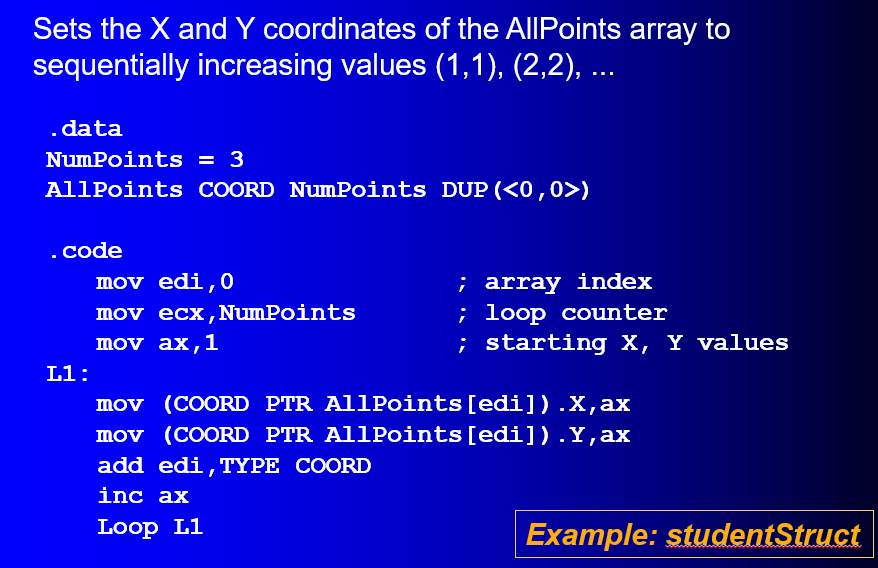 Sets the X and Y coordinates of the AllPoints array to
sequentially increasing values (1,1), (2,2), ...
.data
NumPoints = 3
AllPoints COORD NumPoints DUP(<0,0>)
.code
mov edi,0 ; array index
mov ecx,NumPoints ; loop counter
mov ax,1 ; starting X, Y values
L1:
mov (COORD PTR AllPoints[edi]).X,ax
mov (COORD PTR AllPoints[edi]).Y,ax
add edi,TYPE COORD
inc ax
Loop L1
Example: studentStruct